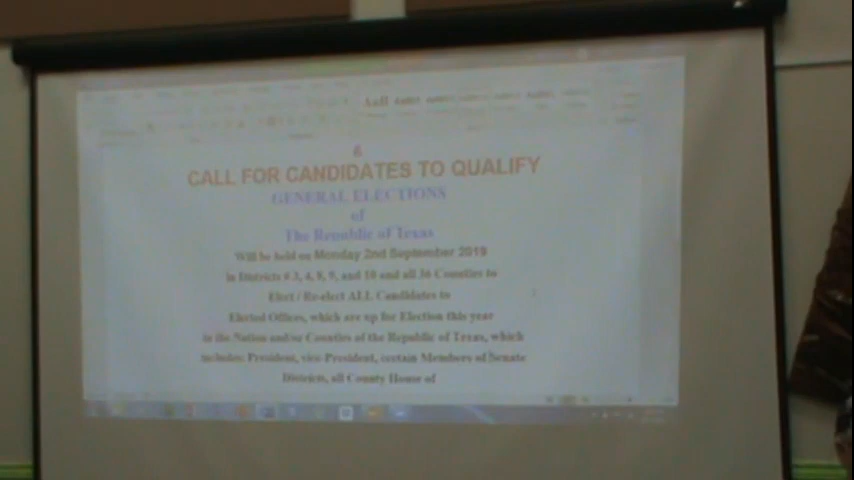 &
CALL FOR CANDIDATES TO QUALIFY
GENERAL ELECTIONS
of
The Republic of Texas
Will be held on Monday 2nd September 2019
in Districts # 3, 4, 8, 9, and 10 and all 36 Counties to
Elect / Re-elect ALL Candidates to
Elected Offices, which are up for Election this year
in the Nation and/or Counties of the Republic of Texas, which
includes: President, vice President, certain Members of Senate
Districts, all County House of